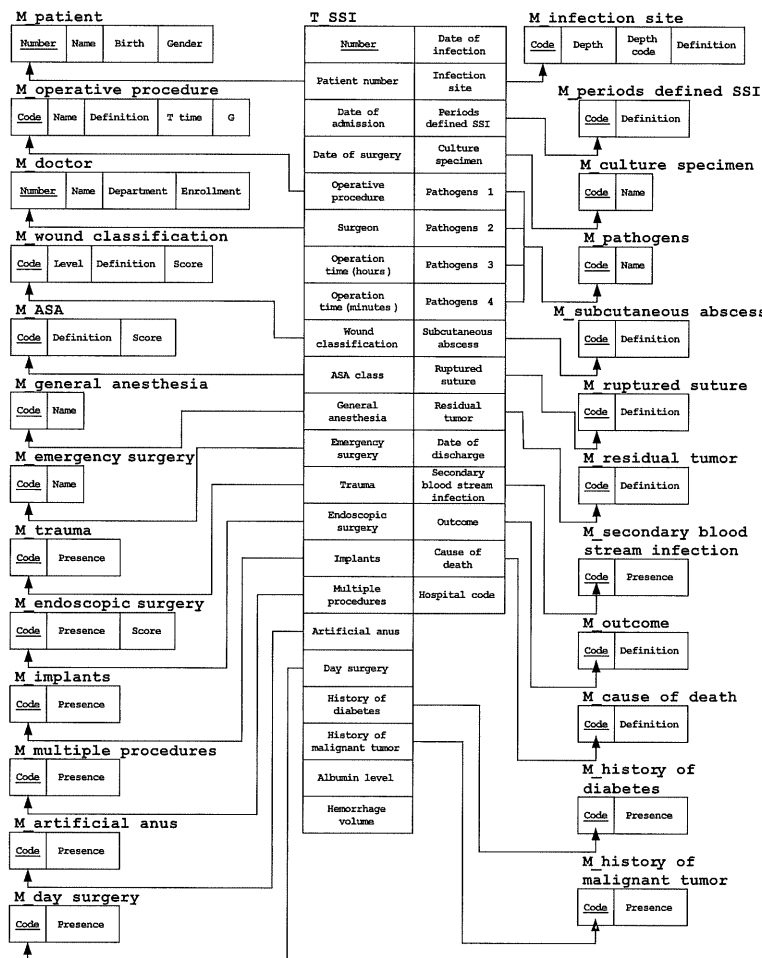 M_patient
Number Name Birth Gender
M_operative procedure
Code Name Definition T time G
M_doctor
Number Name Department Enrollment
M_wound classification
Code Level Definition Score
M_ASA
Code Definition Score
M_general anesthesia
Code Name
M_emergency surgery
Code Name
M_trauma
Code Presence
M_endoscopic surgery
Code Presence Score
M_implants
Code Presence
M_multiple procedures
Code Presence
M_artificial anus
Code Presence
M_day surgery
Code Presence
T_SSI
Number
Patient number
Date of
admission
Date of surgery
Operative
procedure
Surgeon
Operation
time(hours)
Operation
time(minutes)
Wound
classification
ASA class
General
anesthesia
Emergency
surgery
Trauma
Endoscopic
surgery
Implants
Multiple
procedures
Artificial anus
Day surgery
History of
diabetes
History of
malignant tumor
Albumin level
Hemorrhage
volume
Date of
infection
Infection
site
Periods
defined SSI
Culture
specimen
Pathogens 1
Pathogens 2
Pathogens 3
Pathogens 4
Subcutaneous
abscess
Ruptured
suture
Residual
tumor
Date of
discharge
Secondary
blood stream
infection
Outcome
Cause of
death
Hospital code
M_infection site
Code Depth Depth
code Definition
M_periods defined SSI
Code Definition
M_culture specimen
Code Name
M_pathogens
Code Name
M_subcutaneous abscess
Code Definition
M_ruptured suture
Code Definition
M_residual tumor
Code Definition
M_secondary blood
stream infection
Code Presence
M_outcome
Code Definition
M_cause of death
Code Definition
M_history of
diabetes
Code Presence
M_history of
malignant tumor
Code Presence